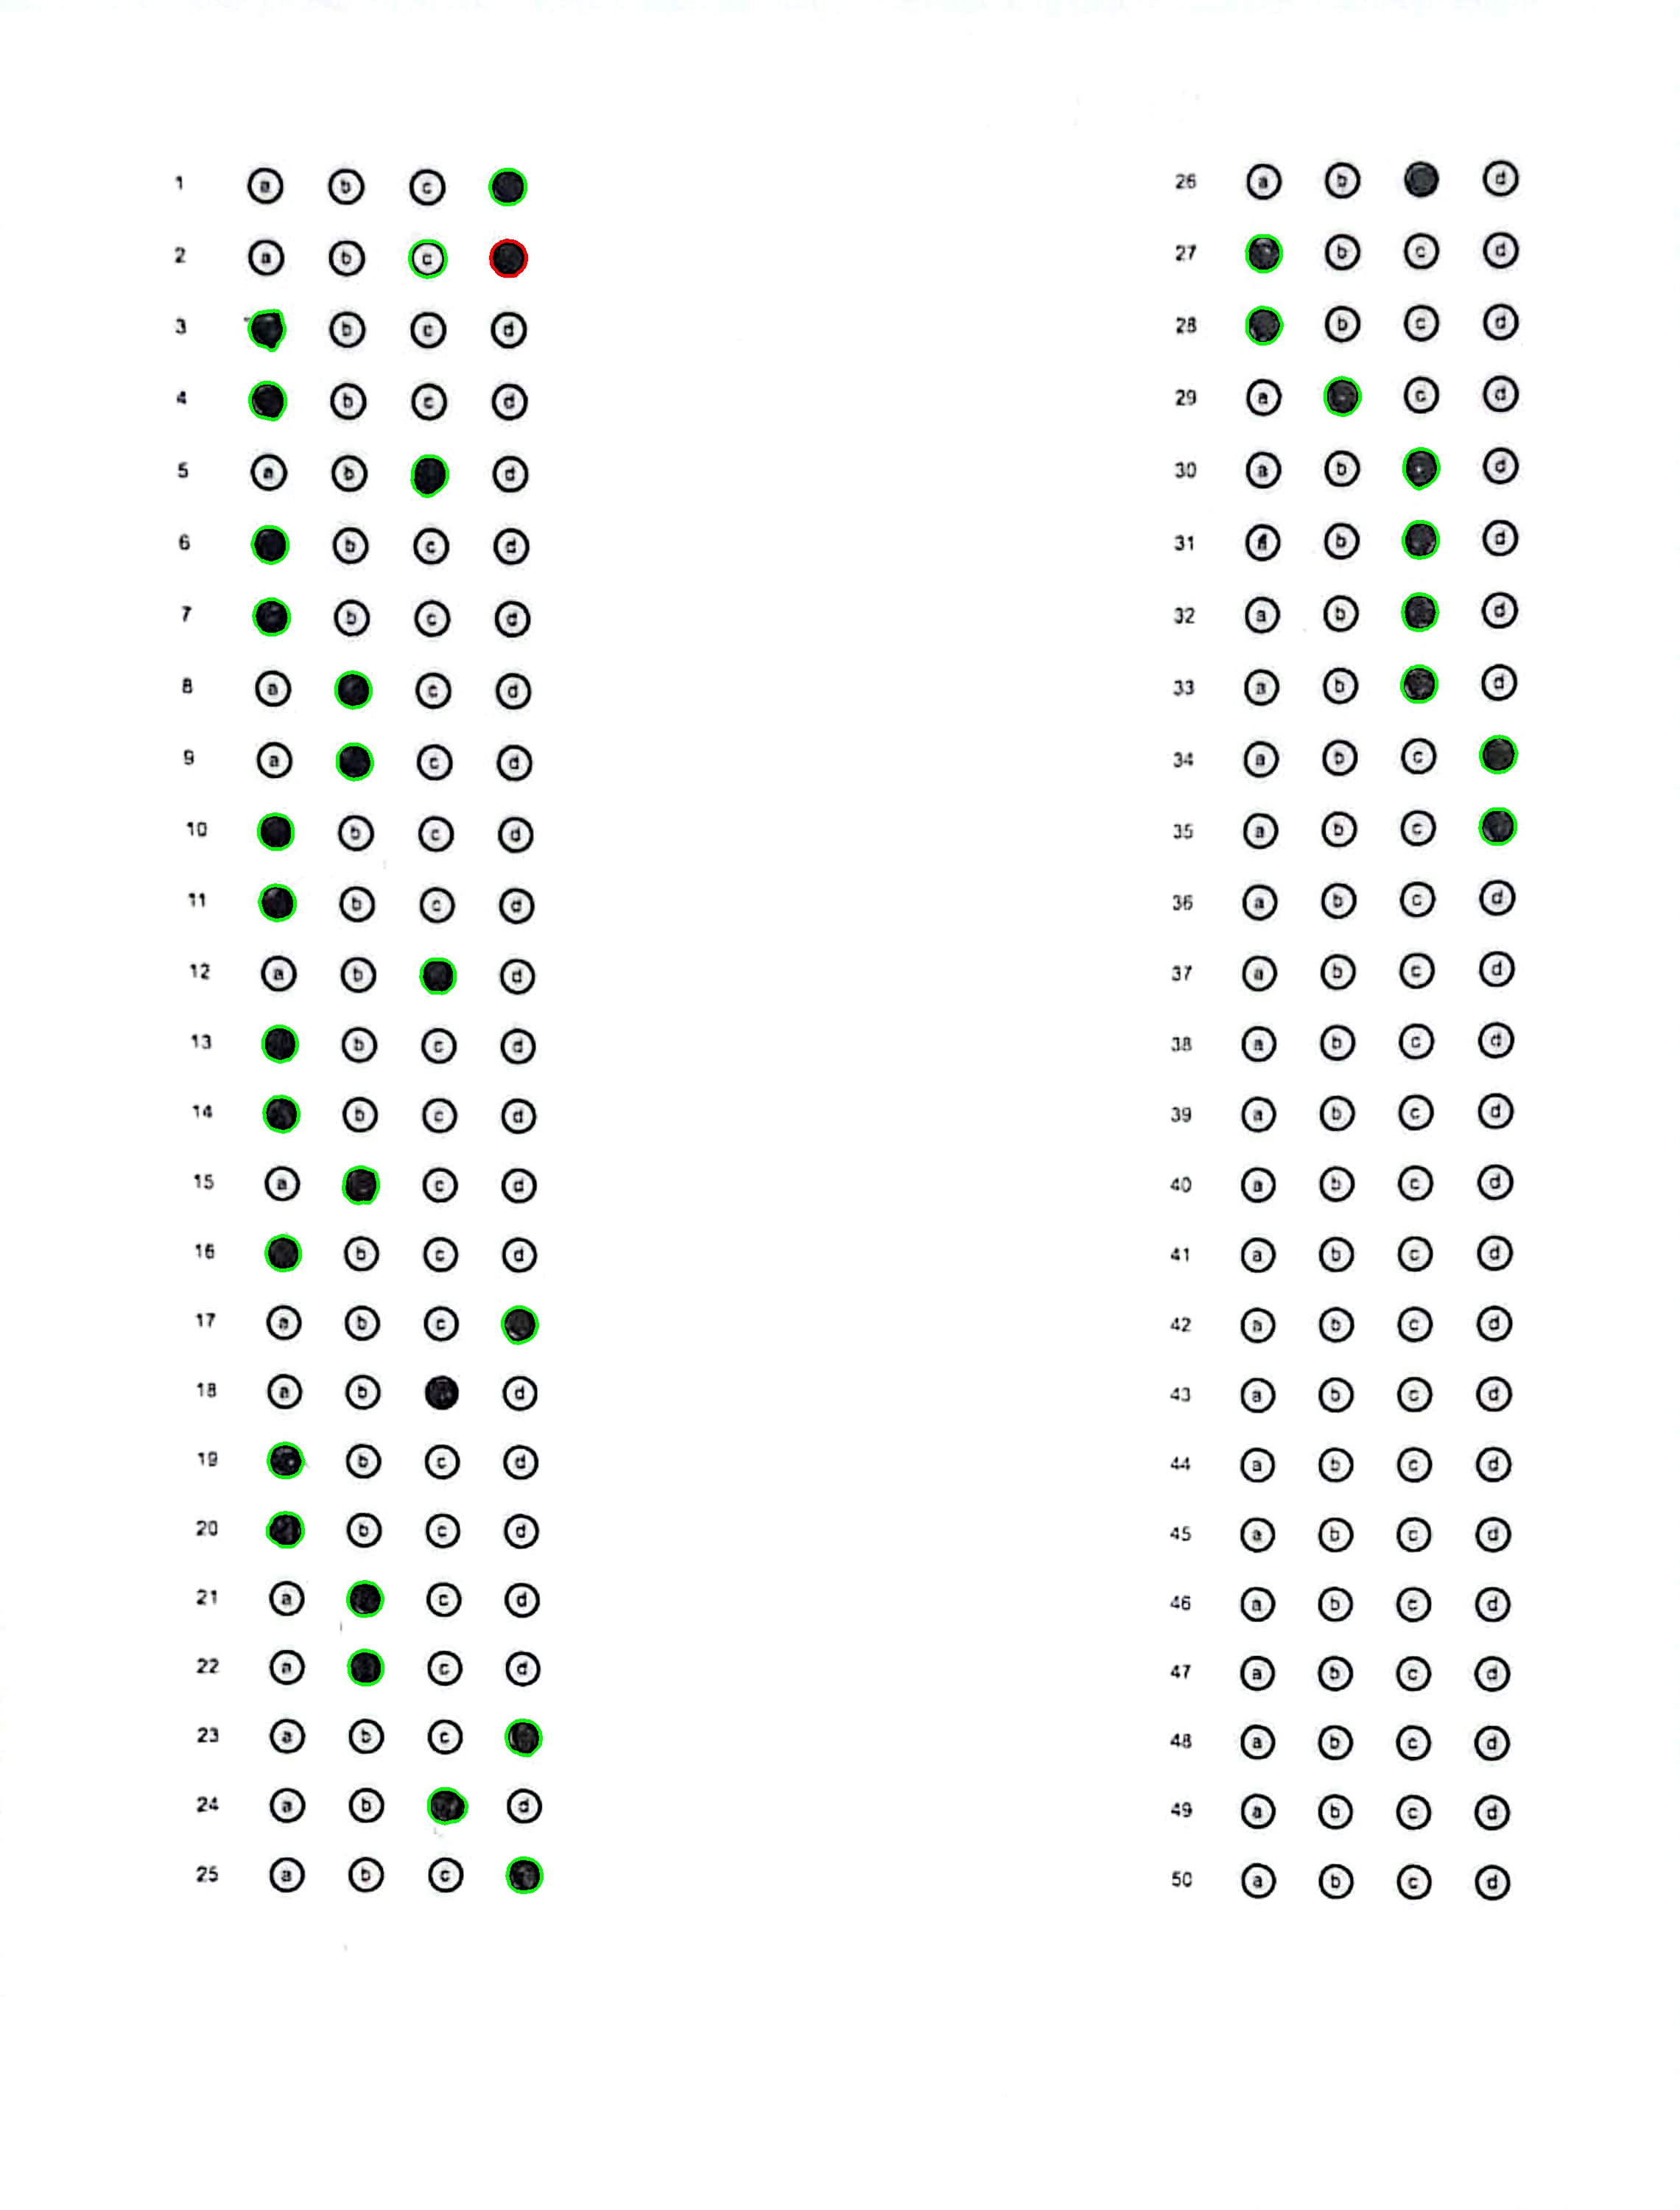 1 a b c
2 a b c
3 b c d
4 b c d
5 a b d
6 b c d
7 b c d
8 a c d
9 a c d
10 b c d
11 b c d
12 a b d
13 b c d
14 b c d
15 a c d
16 b c d
17 a b c
18 a b d
19 b c d
20 b c d
21 a c d
22 a c d
23 a b c
24 a b d
25 a b c
26 a b d
27 b c d
28 b c d
29 a c d
30 a b d
31 a b d
32 a b d
33 a b d
34 a b c
35 a b c
36 a b c d
37 a b c d
38 a b c d
39 a b c d
40 a b c d
41 a b c d
42 a b c d
43 a b c d
44 a b c d
45 a b c d
46 a b c d
47 a b c d
48 a b c d
49 a b c d
50 a b c d